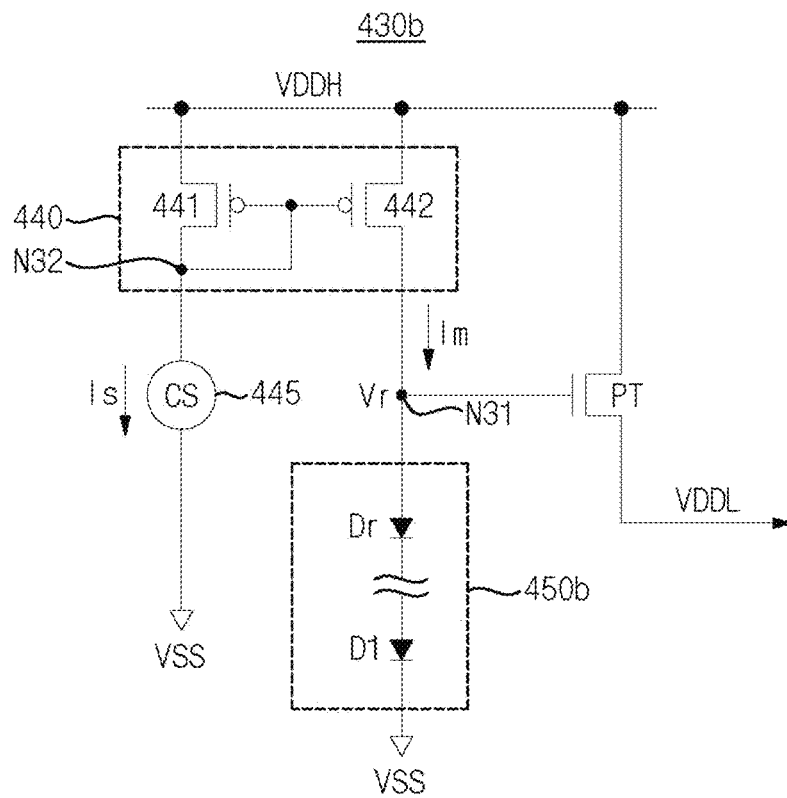 430b
VDDH
441
442
440
N32
Im
Is
CS
445
Vr
N31
PT
VDDL
Dr
450b
D1
VSS
VSS